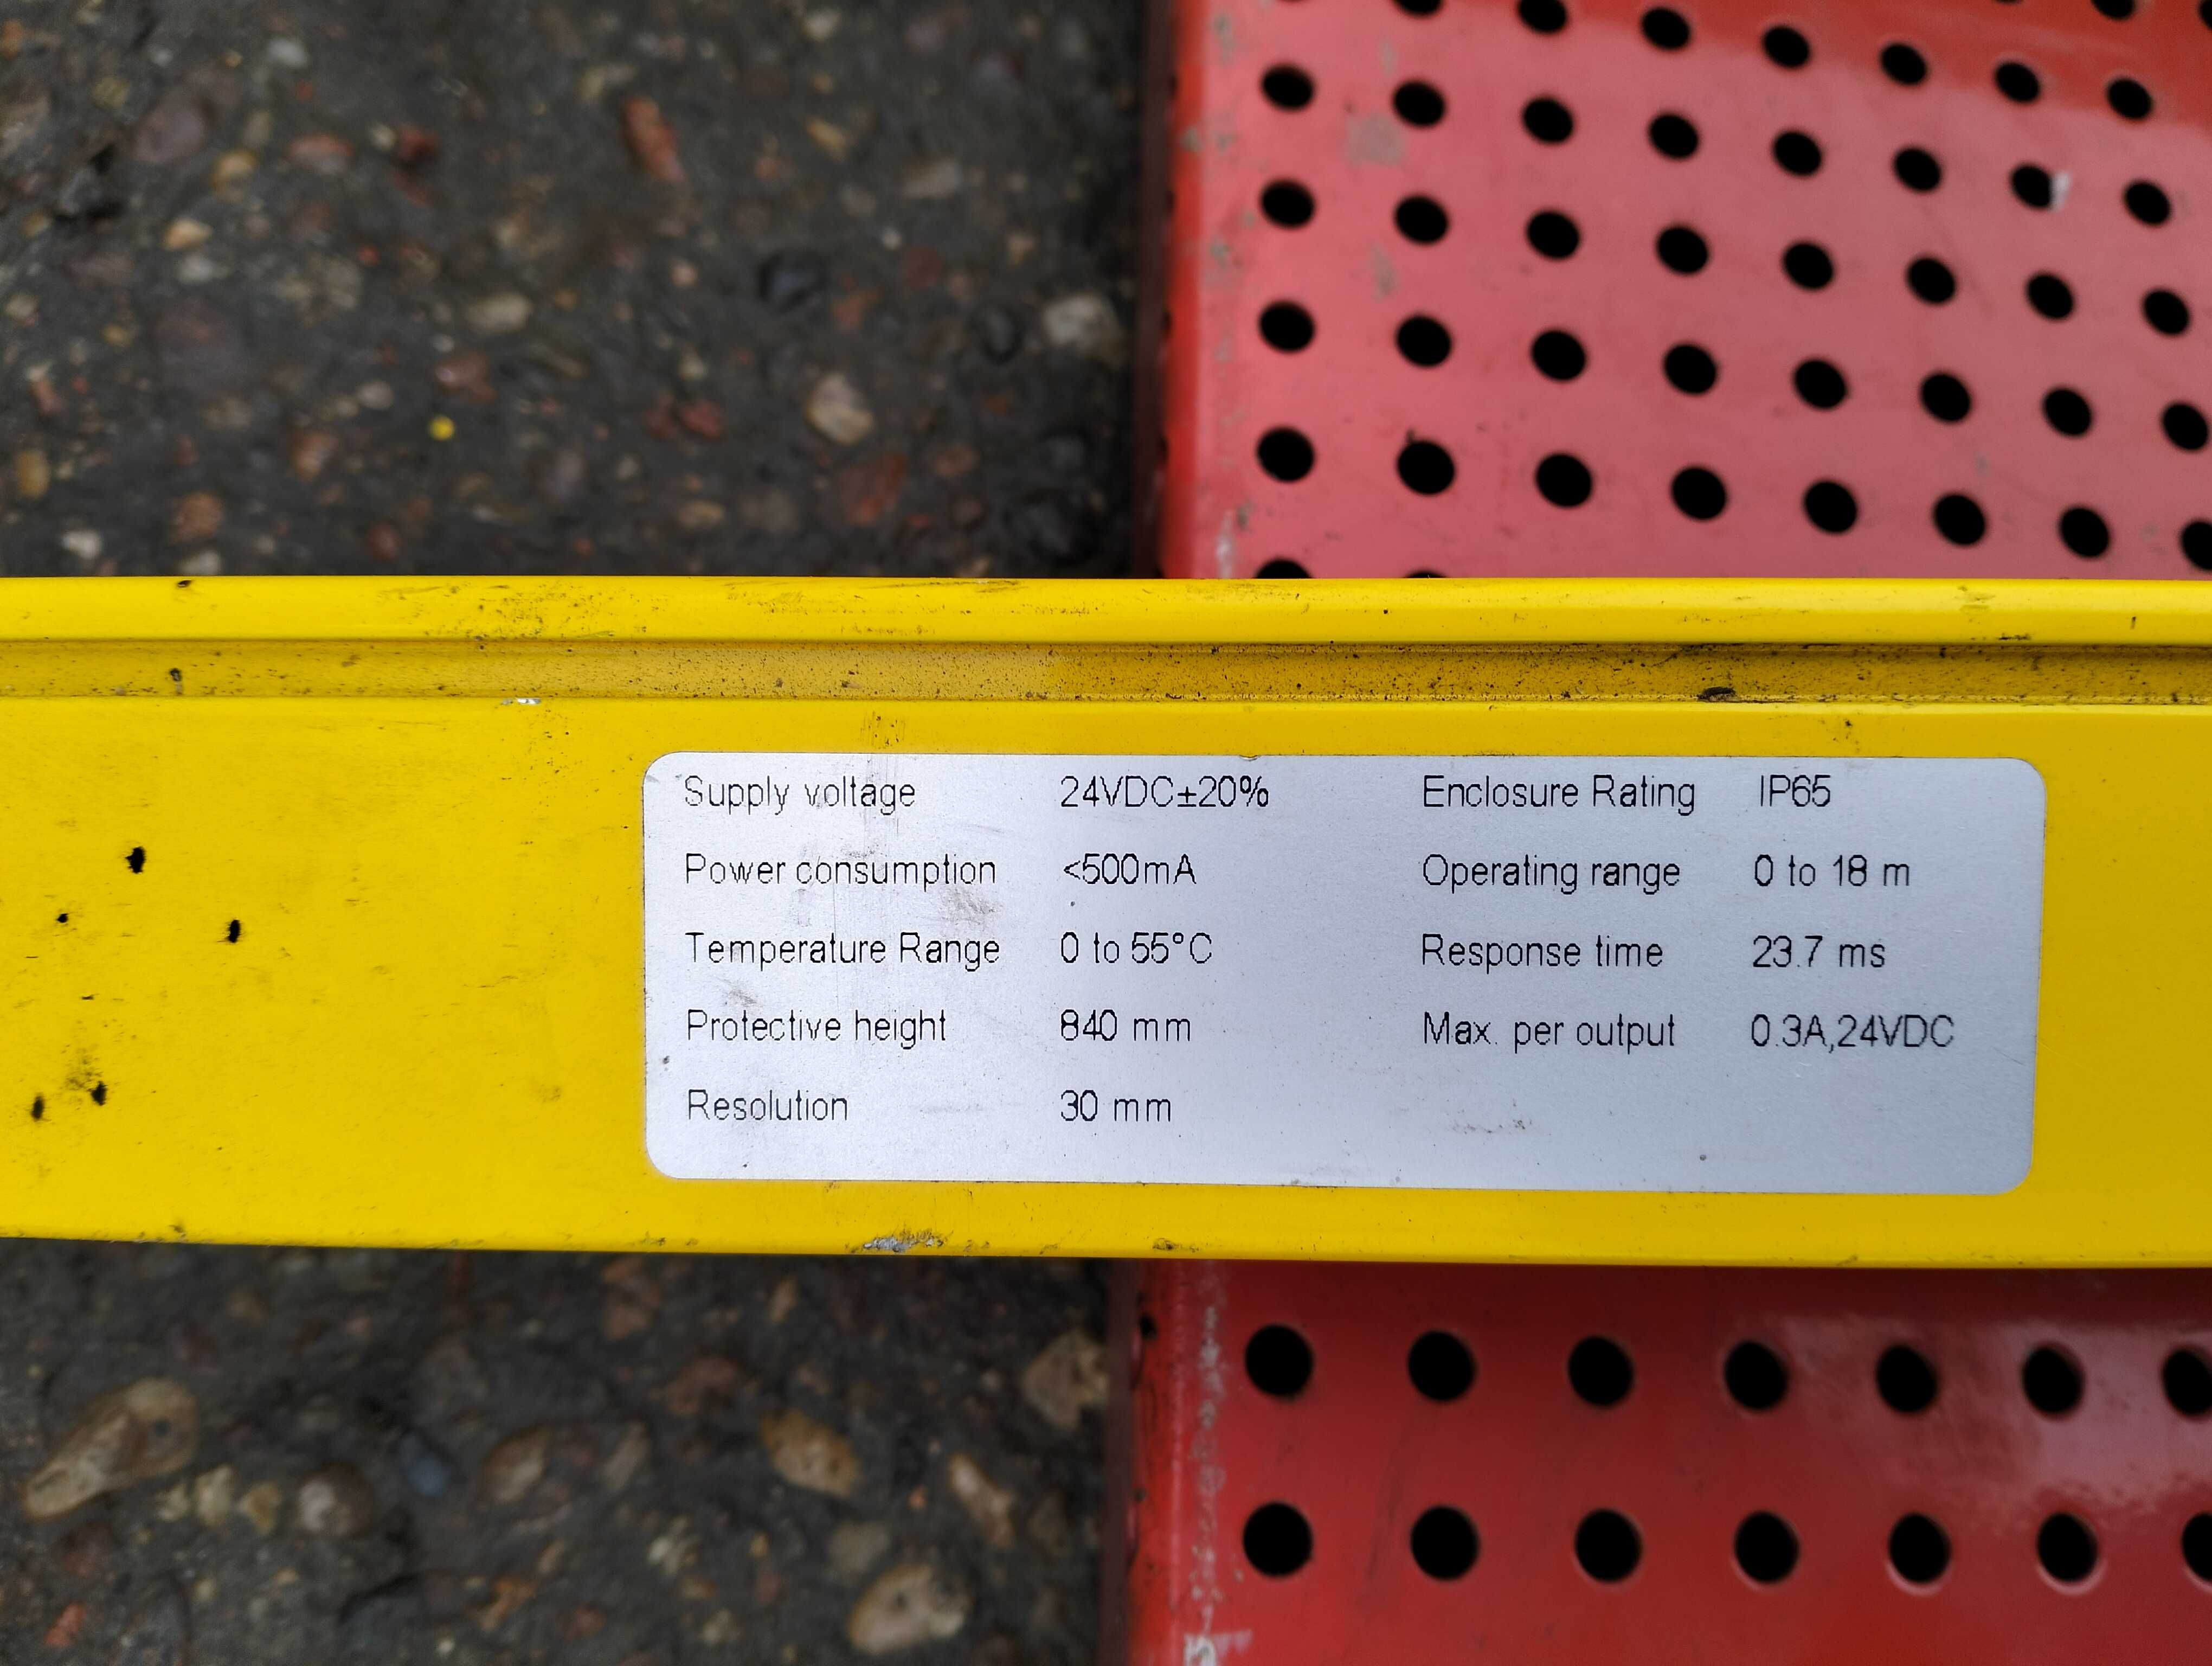 Supply voltage 24VDC±20% Enclosure Rating IP65
Power consumption <500mA Operating range 0 to 18 m
Temperature Range 0 to 55°C Response time 23.7 ms
Protective height 840 mm Max. per output 0.3A,24VDC
Resolution 30 mm